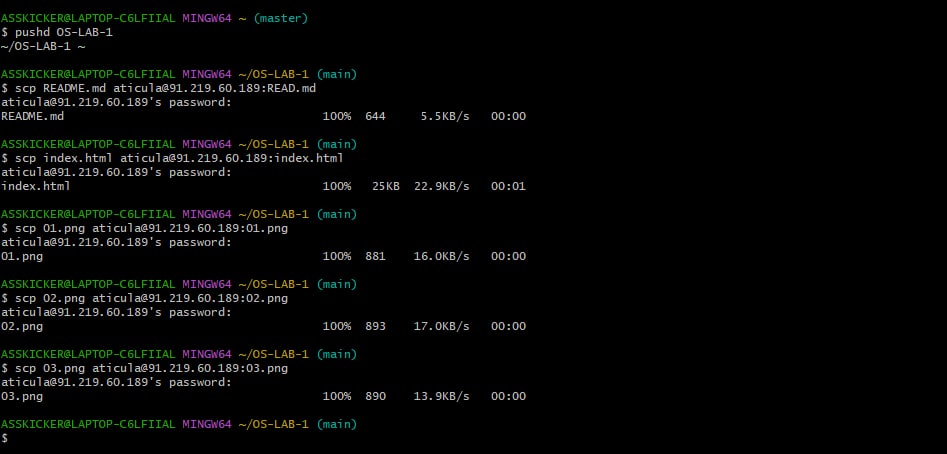 ASSKICKER@LAPTOP-C6LFIIAL MINGW64 ~ (master)
$ pushd OS-LAB-1
~/OS-LAB-1 ~
ASSKICKER@LAPTOP-C6LFIIAL MINGW64 ~/OS-LAB-1 (main)
$ scp README.md aticula@91.219.60.189:READ.md
aticula@91.219.60.189's password:
README.md 100% 644 5.5KB/s 00:00
ASSKICKER@LAPTOP-C6LFIIAL MINGW64 ~/OS-LAB-1 (main)
$ scp index.html aticula@91.219.60.189:index.html
aticula@91.219.60.189's password:
index.html 100% 25KB 22.9KB/s 00:01
ASSKICKER@LAPTOP-C6LFIIAL MINGW64 ~/OS-LAB-1 (main)
$ scp 01.png aticula@91.219.60.189:01.png
aticula@91.219.60.189's password:
01.png 100% 881 16.0KB/s 00:00
ASSKICKER@LAPTOP-C6LFIIAL MINGW64 ~/OS-LAB-1 (main)
$ scp 02.png aticula@91.219.60.189:02.png
aticula@91.219.60.189's password:
02.png 100% 893 17.0KB/s 00:00
ASSKICKER@LAPTOP-C6LFIIAL MINGW64 ~/OS-LAB-1 (main)
$ scp 03.png aticula@91.219.60.189:03.png
aticula@91.219.60.189's password:
03.png 100% 890 13.9KB/s 00:00
ASSKICKER@LAPTOP-C6LFIIAL MINGW64 ~/OS-LAB-1 (main)
$